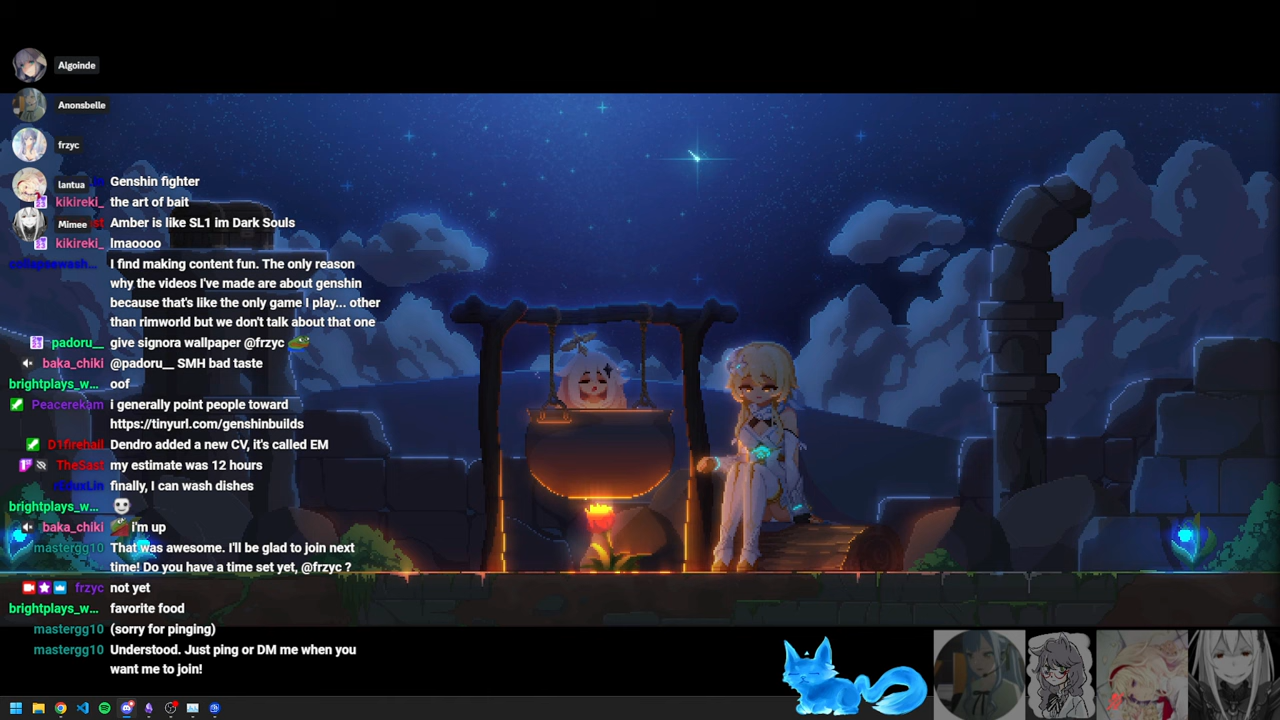 Algoinde
Anonsbelle
frzyc
Genshin fighter
lantua
kikireki_ the art of bait
Mimee Amber is like SL1 im Dark Souls
kikireki_ lmaoooo
I find making content fun. The only reason
why the videos I've made are about genshin
because that's like the only game I play... other
than rimworld but we don't talk about that one
padoru__ give signora wallpaper @frzyc
baka_chiki @padoru__ SMH bad taste
brightplays_w... oof
Peacerekam i generally point people toward
https://tinyurl.com/genshinbuilds
D1firehail Dendro added a new CV, it's called EM
TheSast my estimate was 12 hours
finally, I can wash dishes
brightplays_w...
baka_chiki i'm up
mastergg10 That was awesome. I'll be glad to join next
time! Do you have a time set yet, @frzyc ?
frzyc not yet
brightplays_w... favorite food
mastergg10 (sorry for pinging)
mastergg10 Understood. Just ping or DM me when you
want me to join!